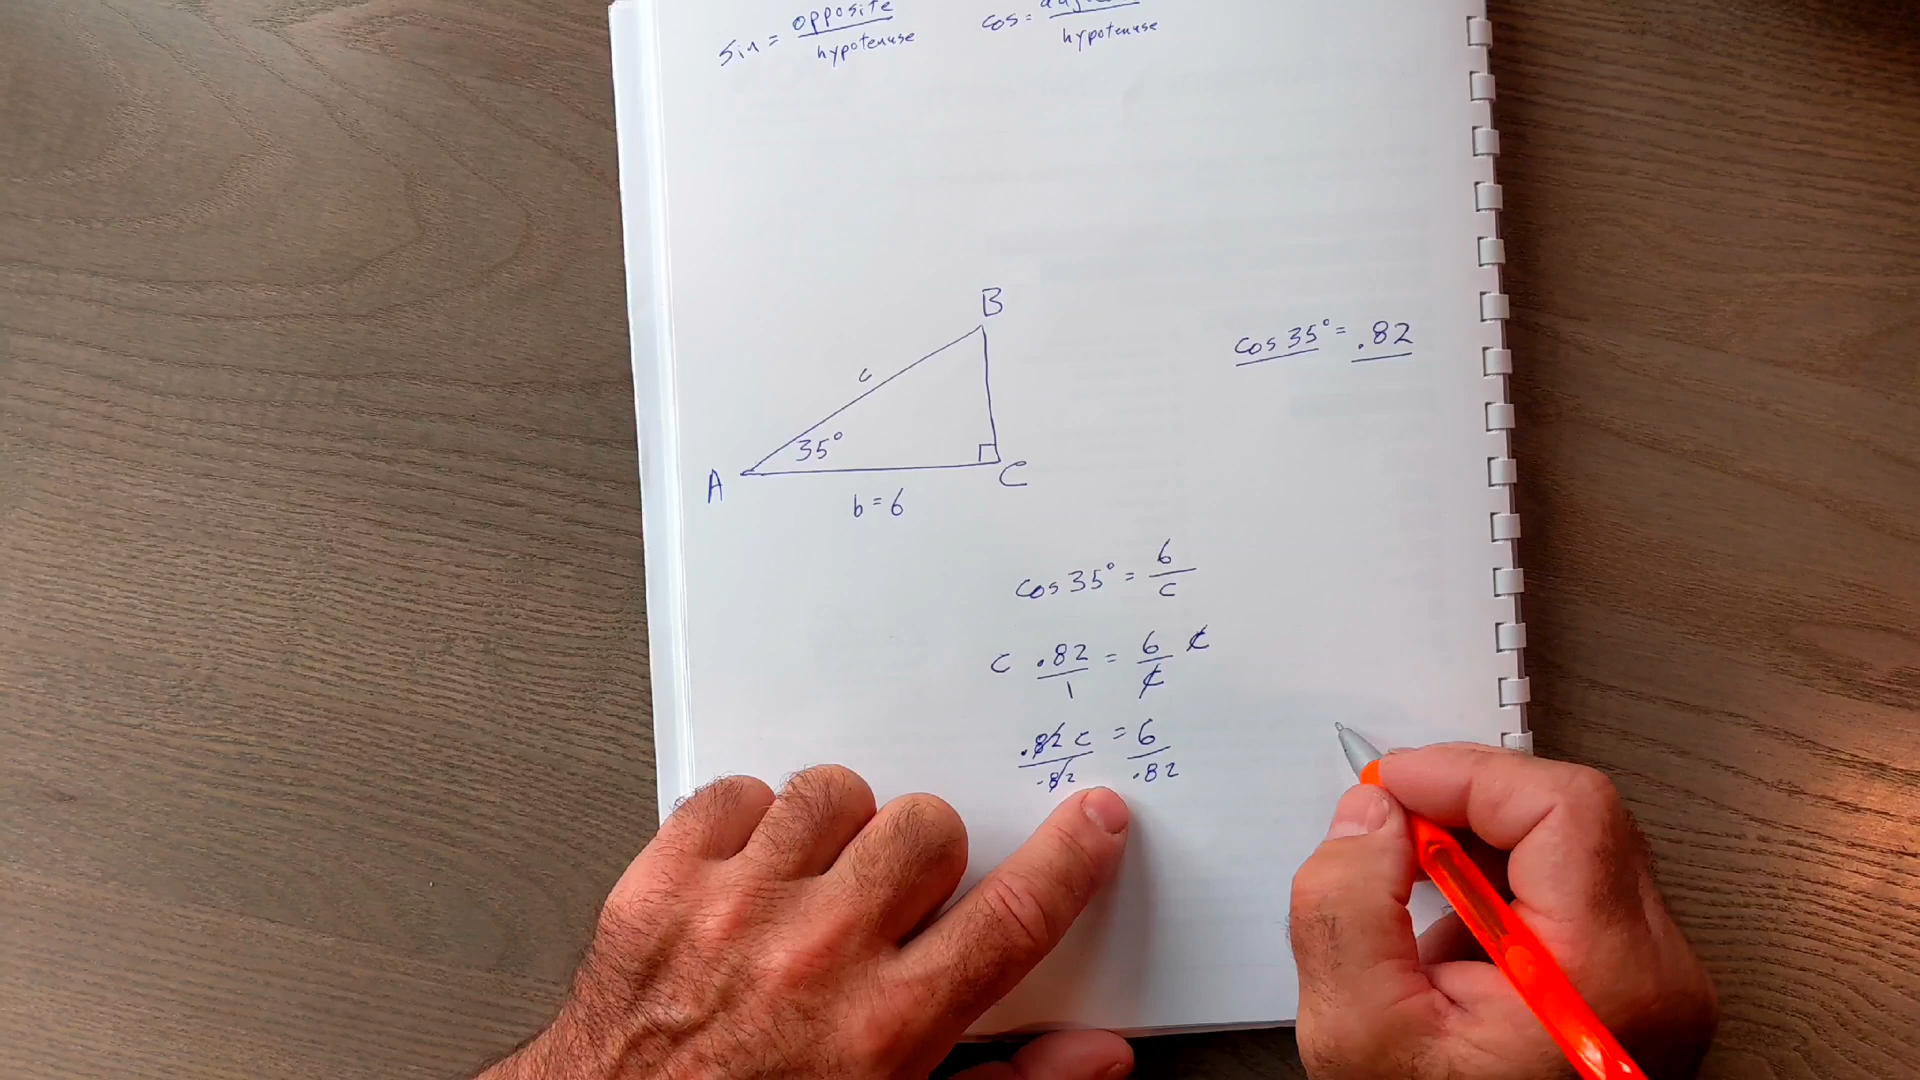 sin = opposite / hypotenuse
cos = / hypotenuse
B
cos 35° = .82
c
35°
A
C
b = 6
cos 35° = 6 / c
c .82 / 1 = 6 / c c
.82 c / .82 = 6 / .82